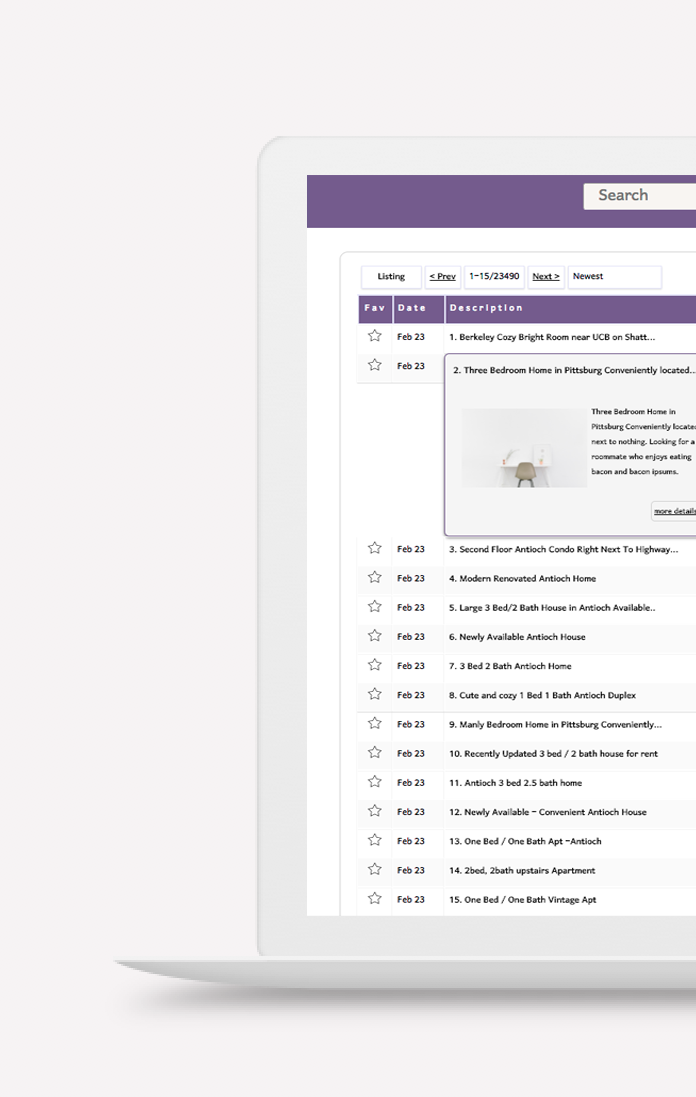 Search
Listing < Prev 1-15/23490 Next > Newest
Fav Date Description
Feb 23 1. Berkeley Cozy Bright Room near UCB on Shatt...
Feb 23 2. Three Bedroom Home in Pittsburg Conveniently located...
Three Bedroom Home in
Pittsburg Conveniently locate
next to nothing. Looking for a
roommate who enjoys eating
bacon and bacon ipsums.
more details
Feb 23 3. Second Floor Antioch Condo Right Next To Highway...
Feb 23 4. Modern Renovated Antioch Home
Feb 23 5. Large 3 Bed/2 Bath House in Antioch Available..
Feb 23 6. Newly Available Antioch House
Feb 23 7. 3 Bed 2 Bath Antioch Home
Feb 23 8. Cute and cozy 1 Bed 1 Bath Antioch Duplex
Feb 23 9. Manly Bedroom Home in Pittsburg Conveniently...
Feb 23 10. Recently Updated 3 bed / 2 bath house for rent
Feb 23 11. Antioch 3 bed 2.5 bath home
Feb 23 12. Newly Available - Convenient Antioch House
Feb 23 13. One Bed / One Bath Apt -Antioch
Feb 23 14. 2bed, 2bath upstairs Apartment
Feb 23 15. One Bed / One Bath Vintage Apt